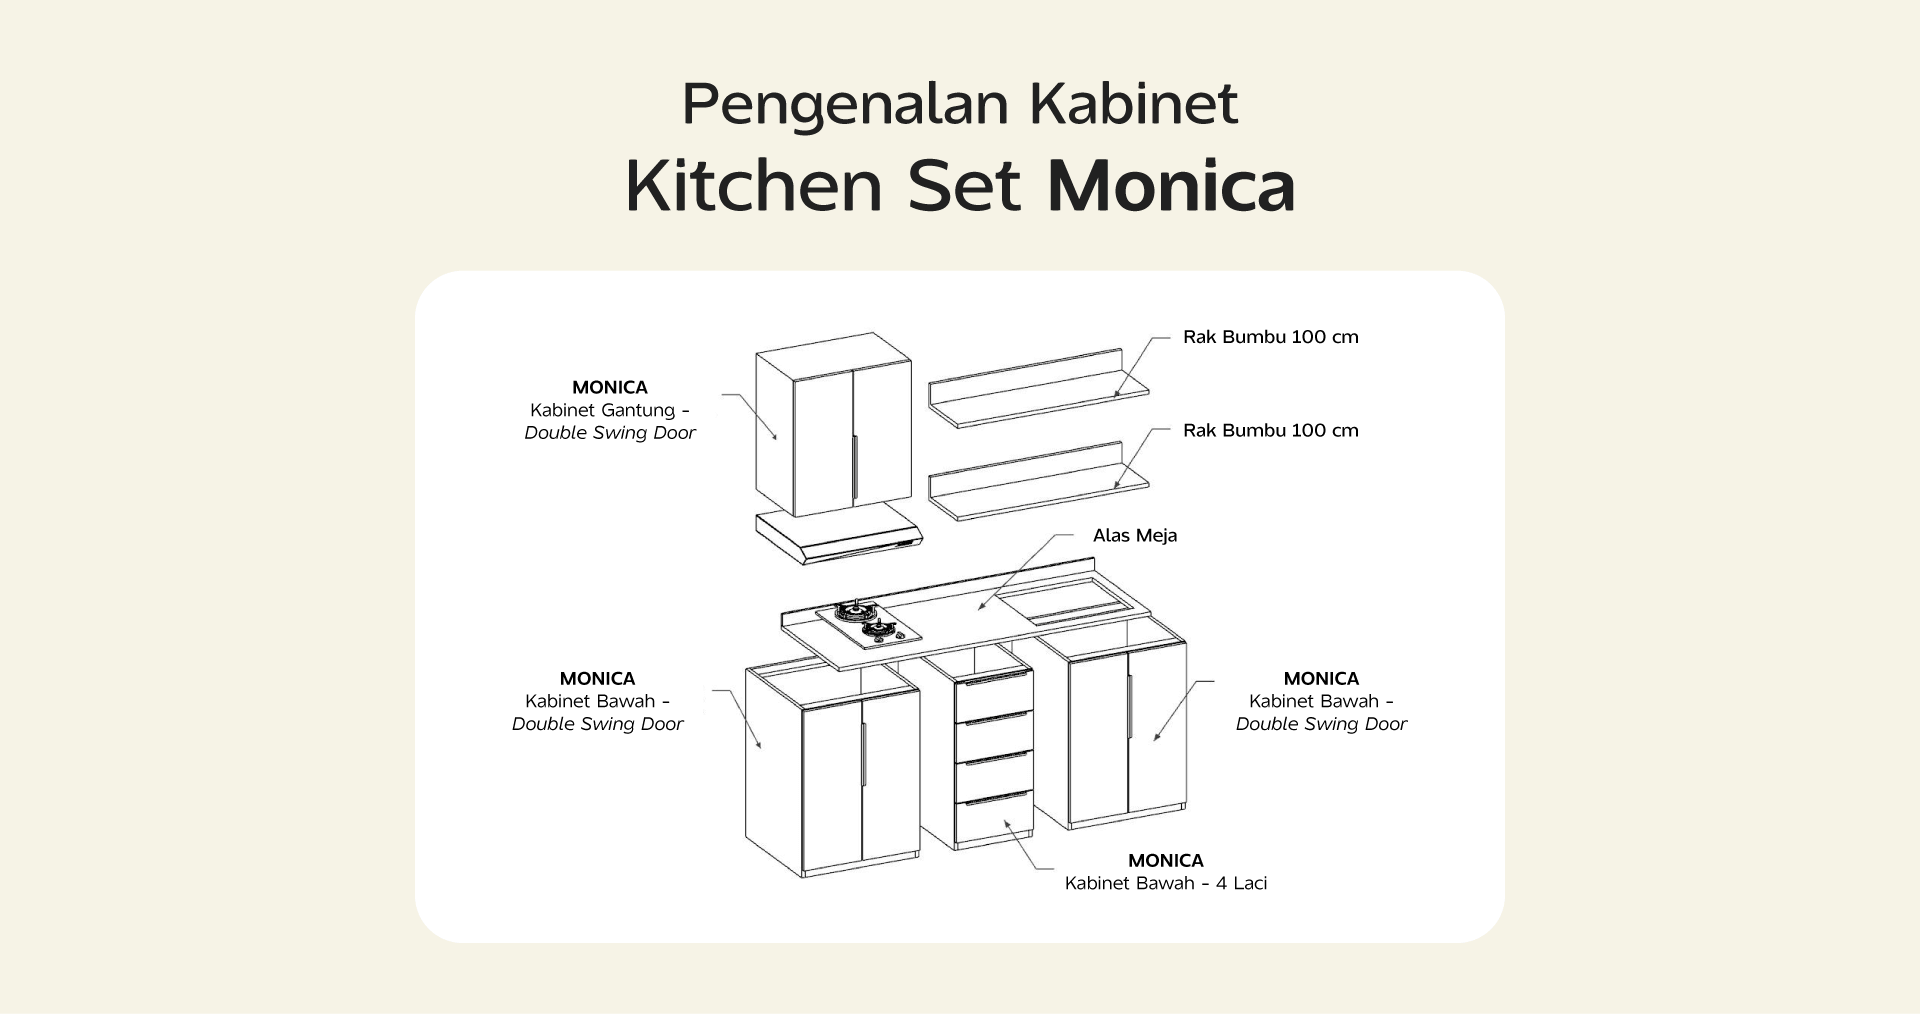 Pengenalan Kabinet
Kitchen Set Monica
Rak Bumbu 100 cm
MONICA
Kabinet Gantung -
Double Swing Door
Rak Bumbu 100 cm
Alas Meja
MONICA
Kabinet Bawah -
Double Swing Door
MONICA
Kabinet Bawah -
Double Swing Door
MONICA
Kabinet Bawah - 4 Laci